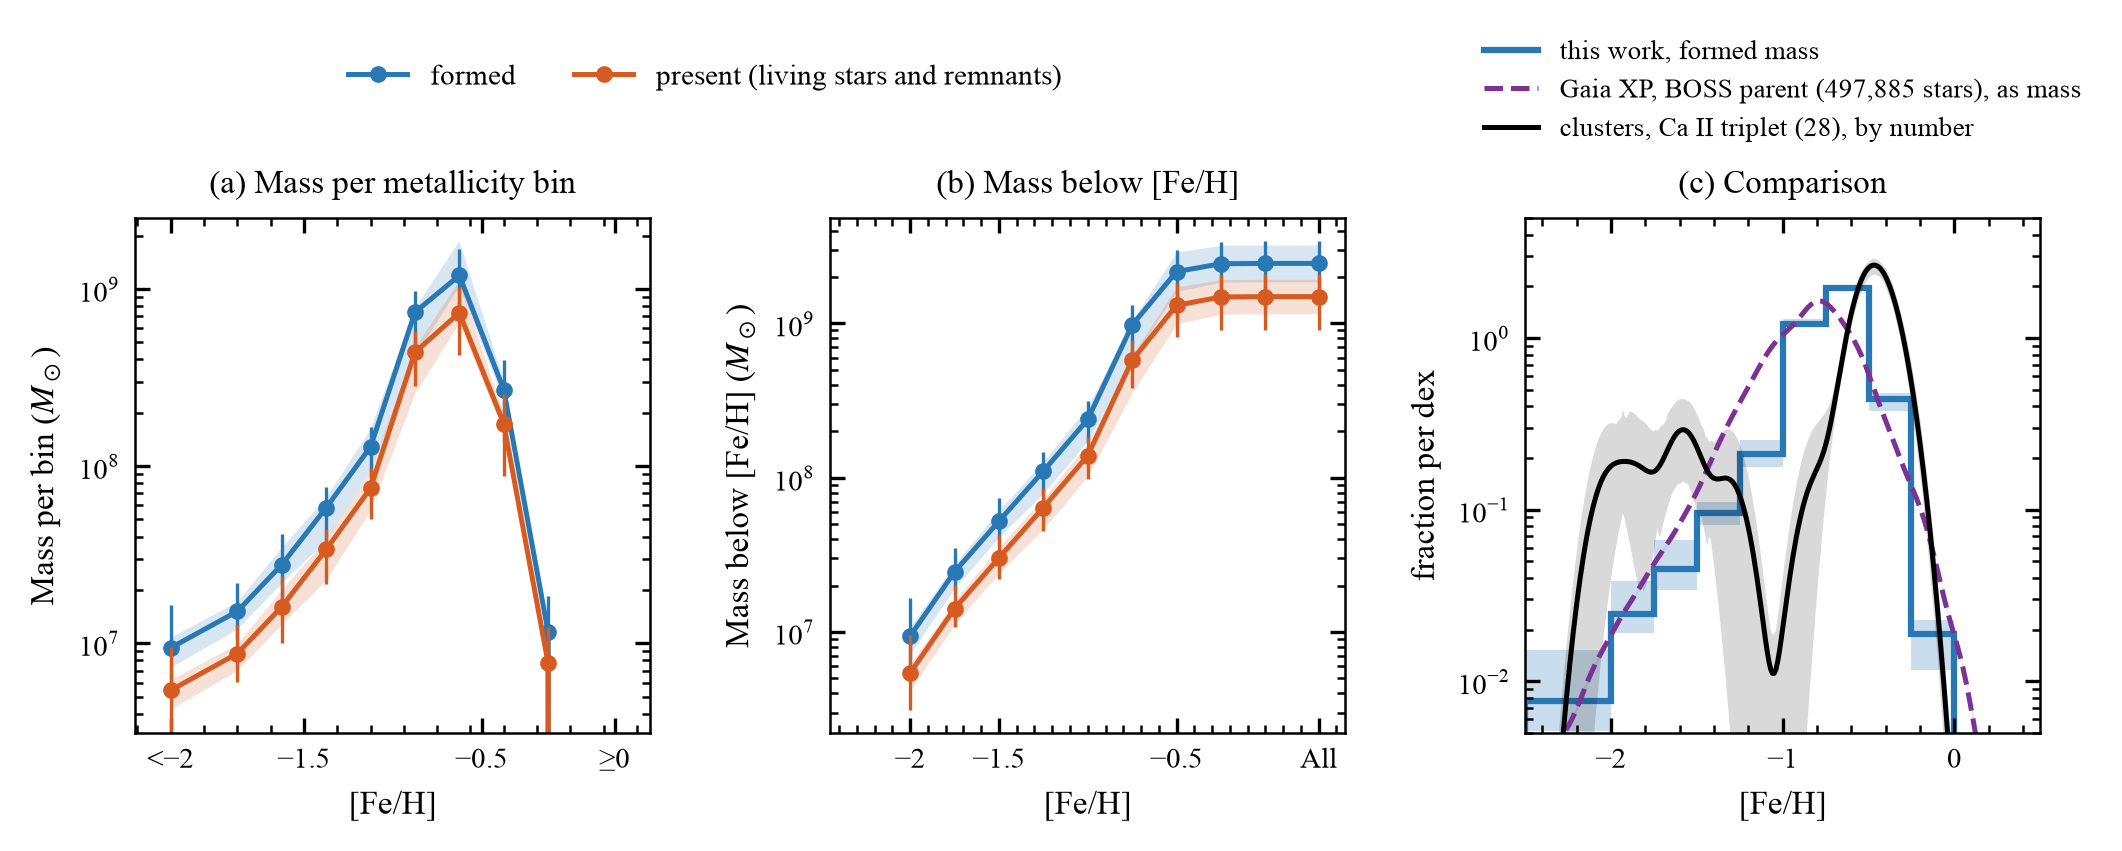 formed
present (living stars and remnants)
this work, formed mass
Gaia XP, BOSS parent (497,885 stars), as mass
clusters, Ca II triplet (28), by number
(a) Mass per metallicity bin
Mass per bin (M⊙)
10⁹
10⁸
10⁷
<−2
−1.5
−0.5
≥0
[Fe/H]
(b) Mass below [Fe/H]
Mass below [Fe/H] (M⊙)
10⁹
10⁸
10⁷
−2
−1.5
−0.5
All
[Fe/H]
(c) Comparison
fraction per dex
10⁰
10⁻¹
10⁻²
−2
−1
0
[Fe/H]